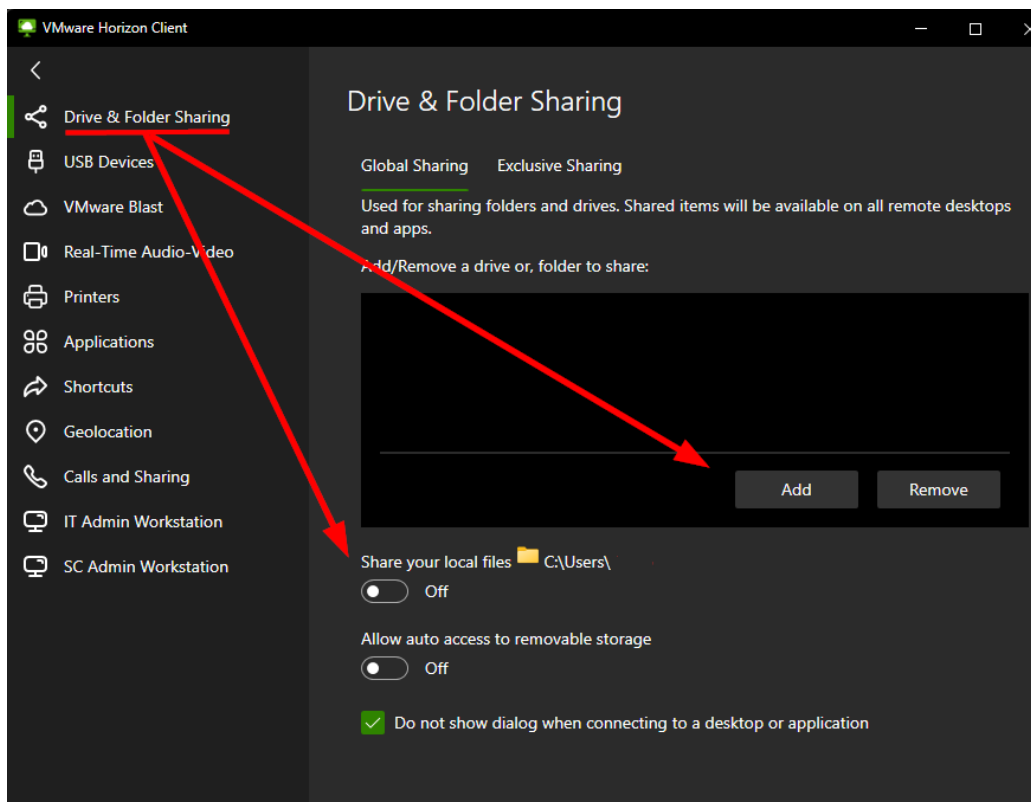 VMware Horizon Client
Drive & Folder Sharing
USB Devices
VMware Blast
Real-Time Audio-Video
Printers
Applications
Shortcuts
Geolocation
Calls and Sharing
IT Admin Workstation
SC Admin Workstation
Drive & Folder Sharing
Global Sharing Exclusive Sharing
Used for sharing folders and drives. Shared items will be available on all remote desktops
and apps.
Add/Remove a drive or, folder to share:
Add Remove
Share your local files C:\Users\
Off
Allow auto access to removable storage
Off
Do not show dialog when connecting to a desktop or application